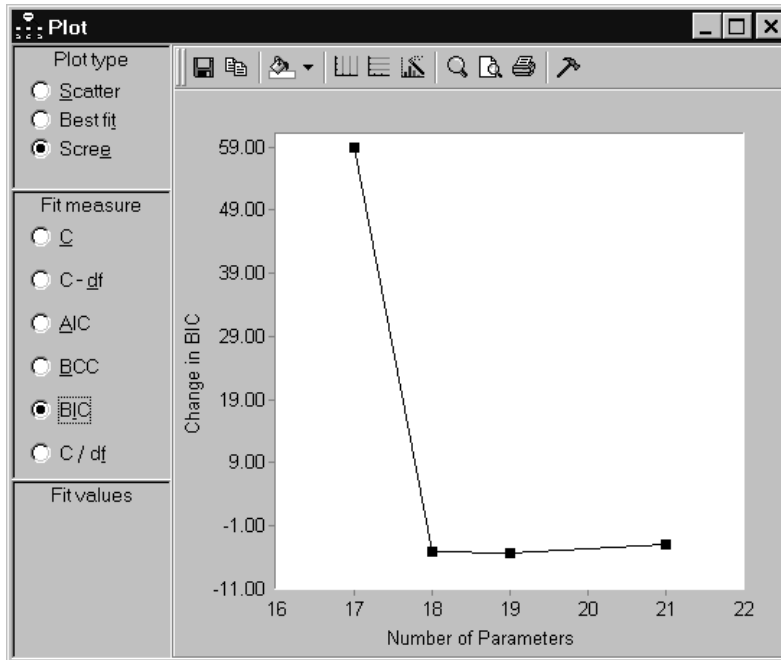 Plot
Plot type
Scatter
Best fit
Scree
Fit measure
C
C - df
AIC
BCC
BIC
C / df
Fit values
59.00
49.00
39.00
29.00
19.00
9.00
-1.00
-11.00
Change in BIC
16 17 18 19 20 21 22
Number of Parameters